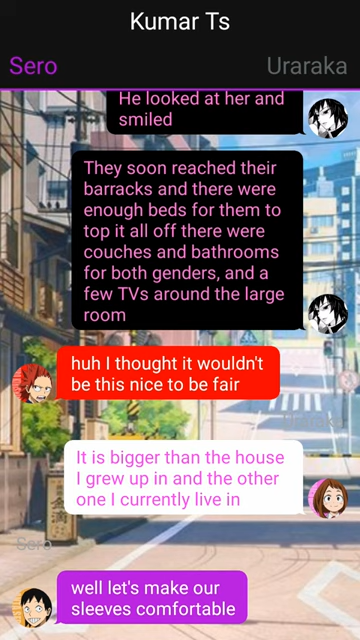 Kumar Ts
Sero
Uraraka
He looked at her and
smiled
They soon reached their
barracks and there were
enough beds for them to
top it all off there were
couches and bathrooms
for both genders, and a
few TVs around the large
room
huh I thought it wouldn't
be this nice to be fair
It is bigger than the house
I grew up in and the other
one I currently live in
Sero
well let's make our
sleeves comfortable